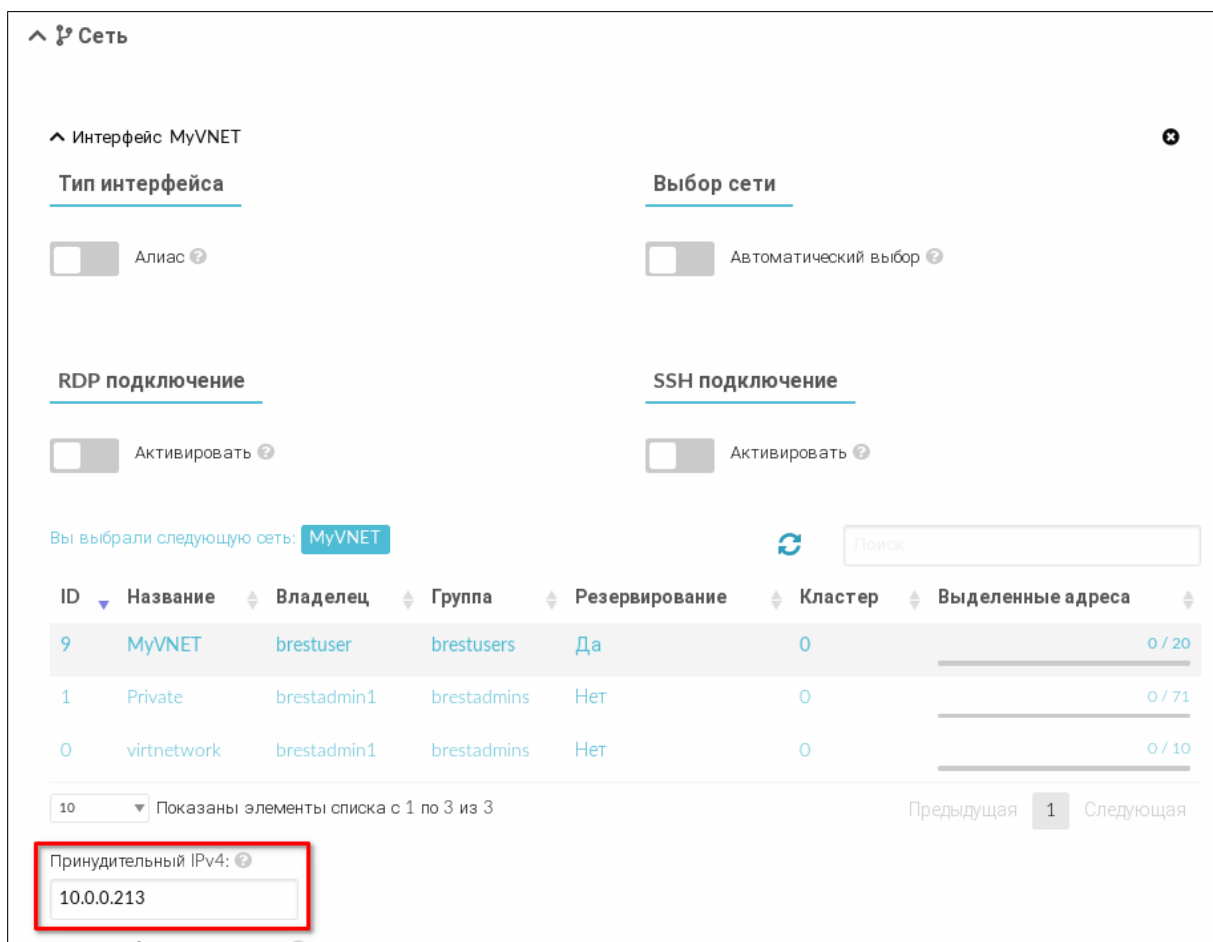 Сеть
Интерфейс MyVNET
Тип интерфейса
Выбор сети
Алиас
Автоматический выбор
RDP подключение
SSH подключение
Активировать
Активировать
Вы выбрали следующую сеть: MyVNET
Поиск
ID Название Владелец Группа Резервирование Кластер Выделенные адреса
9 MyVNET brestuser brestusers Да 0 0 / 20
1 Private brestadmin1 brestadmins Нет 0 0 / 71
0 virtnetwork brestadmin1 brestadmins Нет 0 0 / 10
10 Показаны элементы списка с 1 по 3 из 3
Предыдущая 1 Следующая
Принудительный IPv4:
10.0.0.213